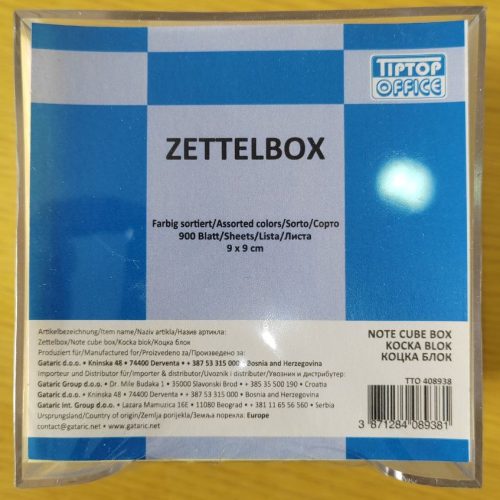 TIPTOP
OFFICE
ZETTELBOX
Farbig sortiert/Assorted colors/Sorto/Сорто
900 Blatt/Sheets/Lista/Листа
9 x 9 cm
Artikelbezeichnung/Item name/Naziv artikla/Назив артикла:
Zettelbox/Note cube box/Kocka blok/Коцка блок
Produziert für/Manufactured for/Proizvedeno za/Произведено за:
Gataric d.o.o. • Kninska 48 • 74400 Derventa • + 387 53 315 000 • Bosnia and Herzegovina
Importeur und Distributor für/Importer & distributor/Uvoznik i distributer/Увозник и дистрибутер:
Gataric Group d.o.o. • Dr. Mile Budaka 1 • 35000 Slavonski Brod • + 385 35 500 190 • Croatia
Gataric d.o.o. • Kninska 48 • 74400 Derventa • + 387 53 315 000 • Bosnia and Herzegovina
Gataric Int. Group d.o.o. • Lazara Mamuzica 16E • 11080 Beograd • + 381 11 65 56 560 • Serbia
Ursprungsland/Country of origin/Zemlja porijekla/Земља порекла: Europe
contact@gataric.net • www.gataric.net
NOTE CUBE BOX
KOCKA BLOK
КОЦКА БЛОК
TTO 408938
3 871284 089381